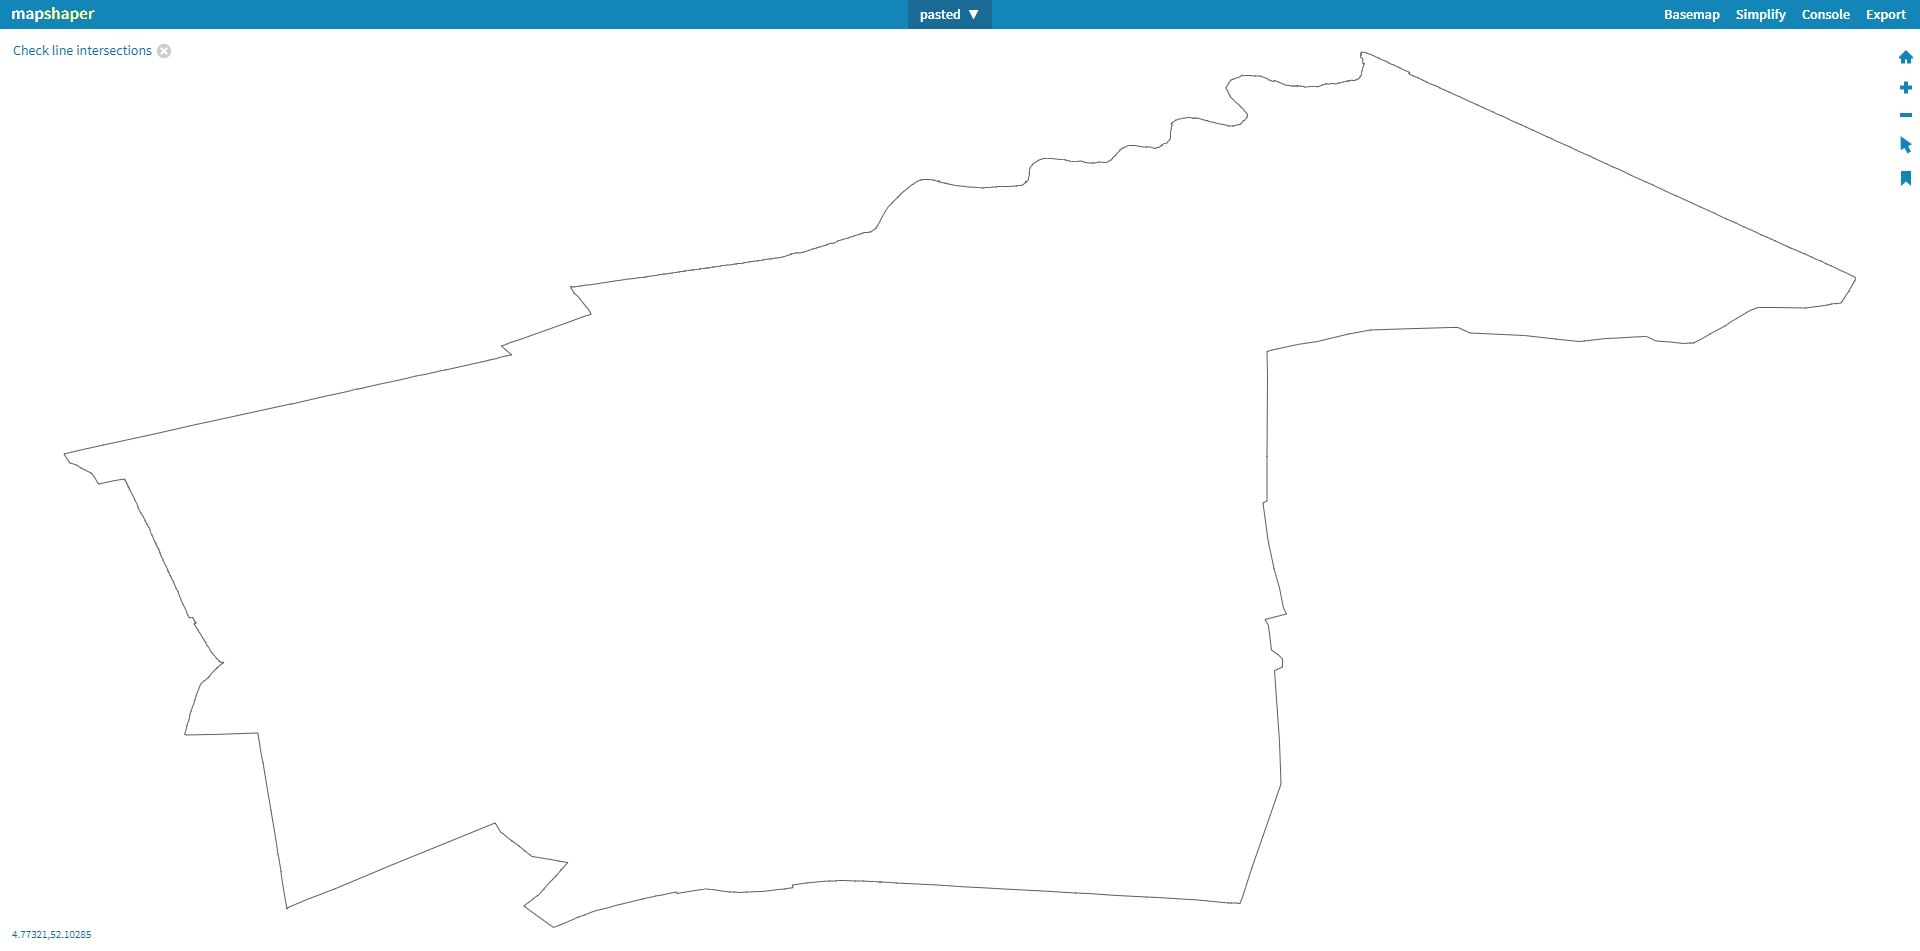 mapshaper
pasted ▼
Basemap Simplify Console Export
Check line intersections
4.77321,52.10285